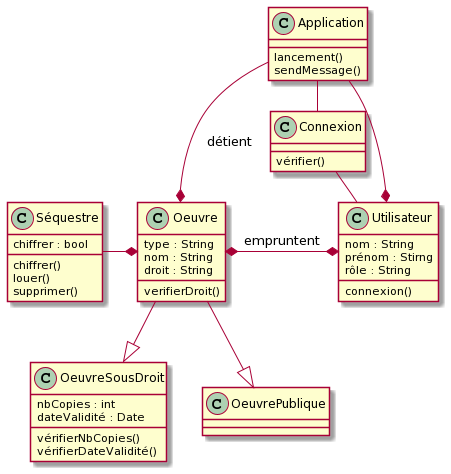 C Application
lancement()
sendMessage()
détient
C Connexion
vérifier()
C Séquestre
chiffrer : bool
chiffrer()
louer()
supprimer()
C Oeuvre
type : String
nom : String
droit : String
verifierDroit()
empruntent
C Utilisateur
nom : String
prénom : Stirng
rôle : String
connexion()
C OeuvreSousDroit
nbCopies : int
dateValidité : Date
vérifierNbCopies()
vérifierDateValidité()
C OeuvrePublique